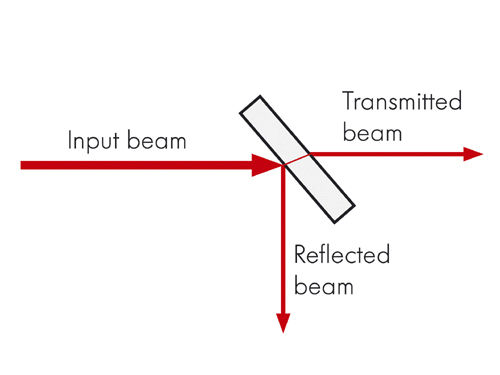 Input beam
Transmitted
beam
Reflected
beam